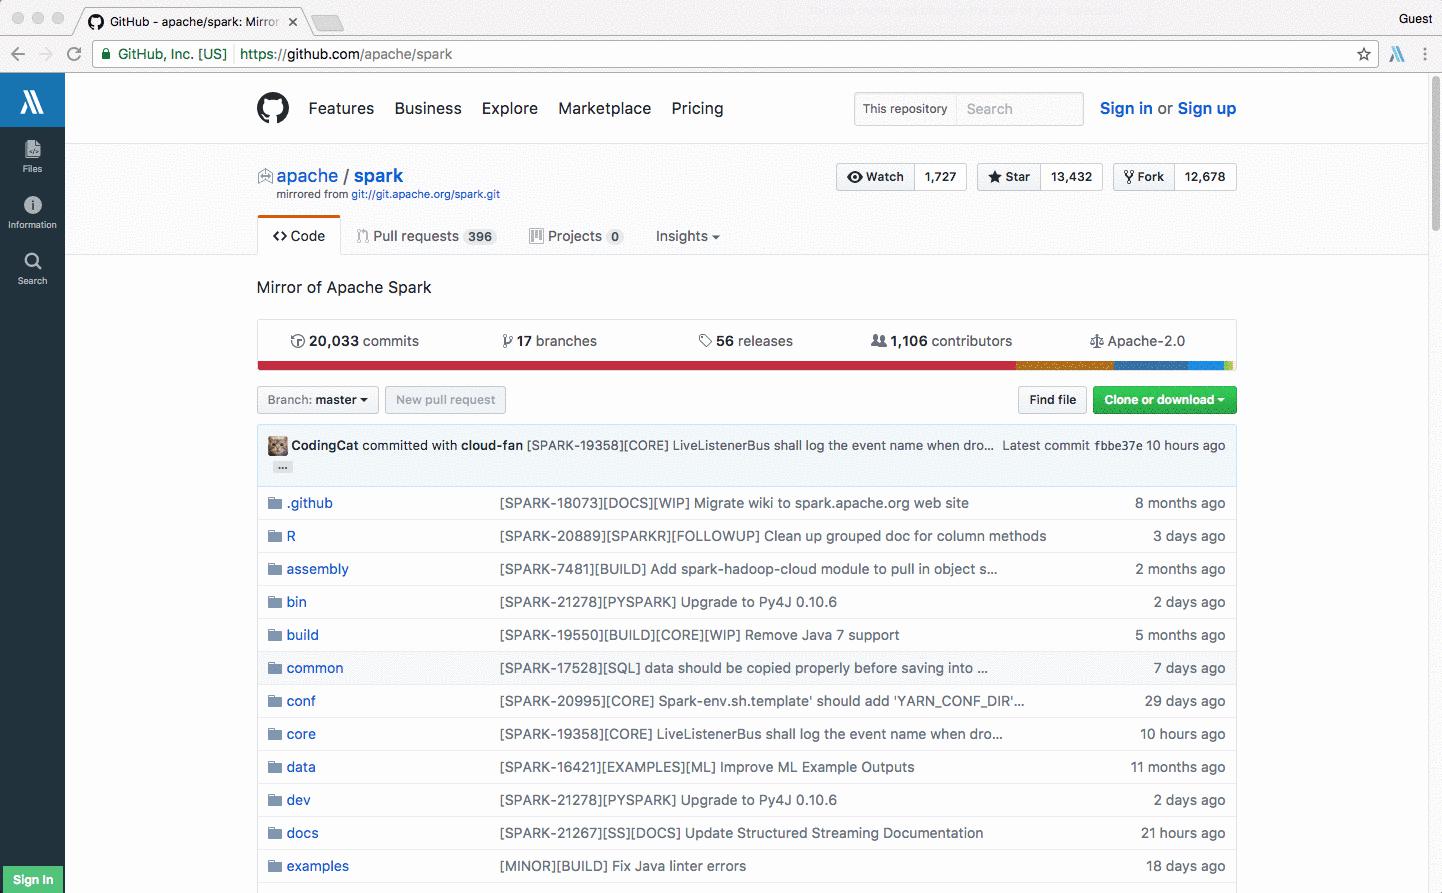 GitHub - apache/spark: Mirror
Guest
GitHub, Inc. [US] https://github.com/apache/spark
Files
Information
Search
Sign In
Features Business Explore Marketplace Pricing This repository Search Sign in or Sign up
apache / spark Watch 1,727 Star 13,432 Fork 12,678
mirrored from git://git.apache.org/spark.git
Code Pull requests 396 Projects 0 Insights
Mirror of Apache Spark
20,033 commits 17 branches 56 releases 1,106 contributors Apache-2.0
Branch: master New pull request Find file Clone or download
CodingCat committed with cloud-fan [SPARK-19358][CORE] LiveListenerBus shall log the event name when dro... Latest commit fbbe37e 10 hours ago
...
.github [SPARK-18073][DOCS][WIP] Migrate wiki to spark.apache.org web site 8 months ago
R [SPARK-20889][SPARKR][FOLLOWUP] Clean up grouped doc for column methods 3 days ago
assembly [SPARK-7481][BUILD] Add spark-hadoop-cloud module to pull in object s... 2 months ago
bin [SPARK-21278][PYSPARK] Upgrade to Py4J 0.10.6 2 days ago
build [SPARK-19550][BUILD][CORE][WIP] Remove Java 7 support 5 months ago
common [SPARK-17528][SQL] data should be copied properly before saving into ... 7 days ago
conf [SPARK-20995][CORE] Spark-env.sh.template' should add 'YARN_CONF_DIR'... 29 days ago
core [SPARK-19358][CORE] LiveListenerBus shall log the event name when dro... 10 hours ago
data [SPARK-16421][EXAMPLES][ML] Improve ML Example Outputs 11 months ago
dev [SPARK-21278][PYSPARK] Upgrade to Py4J 0.10.6 2 days ago
docs [SPARK-21267][SS][DOCS] Update Structured Streaming Documentation 21 hours ago
examples [MINOR][BUILD] Fix Java linter errors 18 days ago